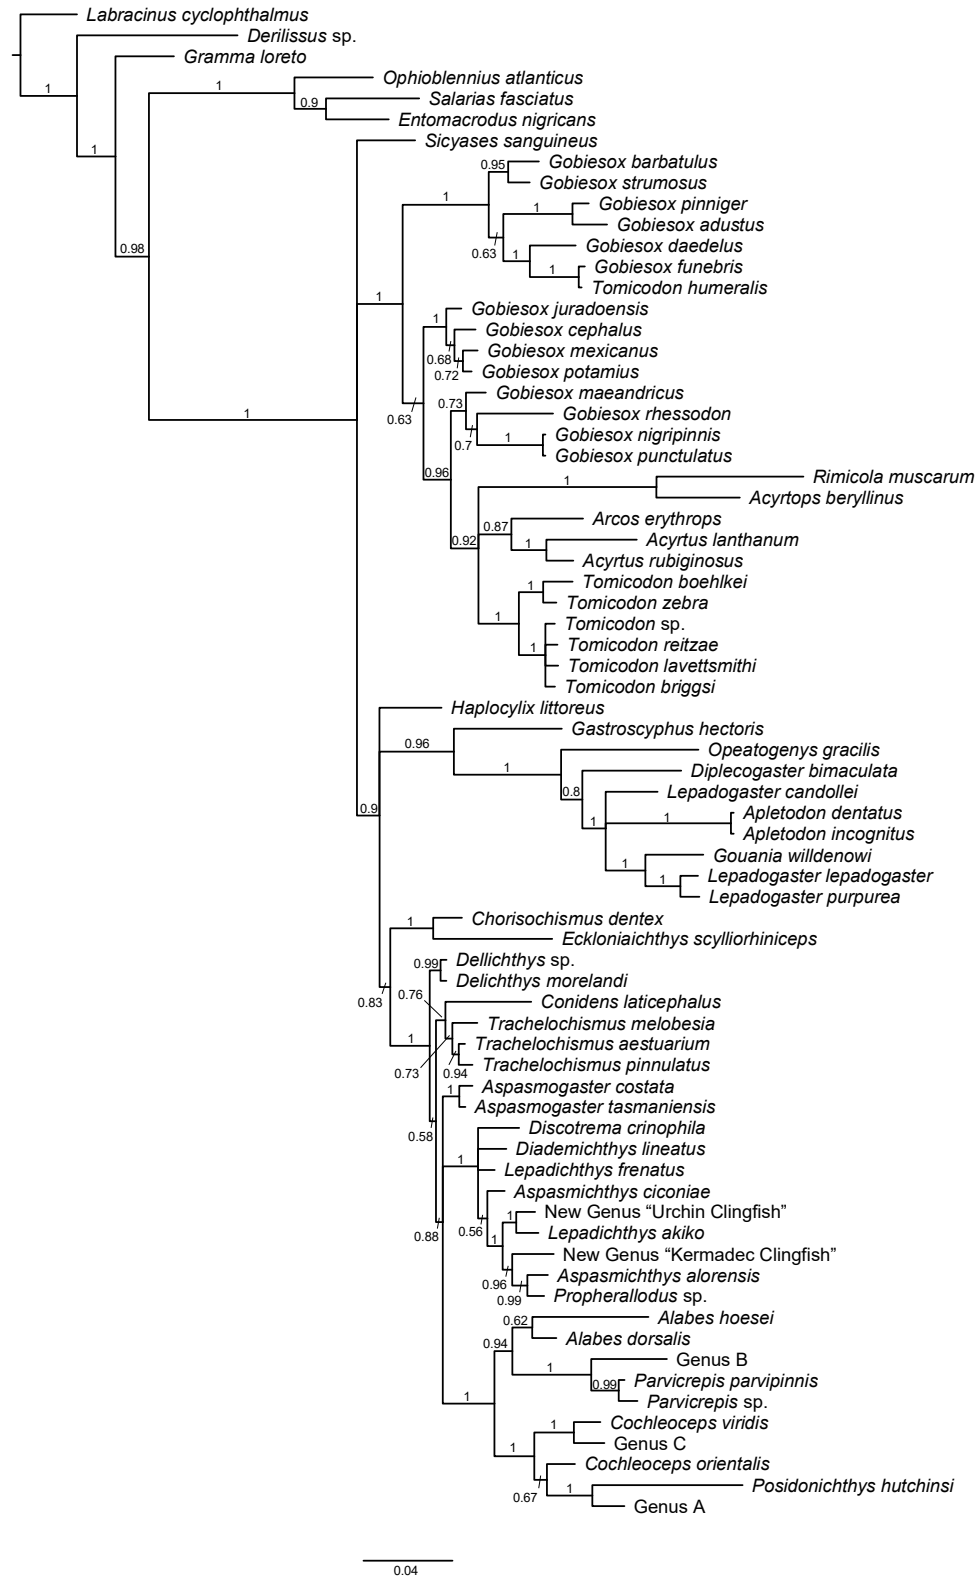 Labracinus cyclophthalmus
Derilissus sp.
Gramma loreto
1
1
Ophioblennius atlanticus
1
Salarias fasciatus
0.9
Entomacrodus nigricans
Sicyases sanguineus
0.98
Gobiesox barbatulus
0.95
Gobiesox strumosus
1
Gobiesox pinniger
1
Gobiesox adustus
0.63
Gobiesox daedelus
1
Gobiesox funebris
1
Tomicodon humeralis
1
Gobiesox juradoensis
1
Gobiesox cephalus
0.68
Gobiesox mexicanus
0.72
Gobiesox potamius
0.63
Gobiesox maeandricus
0.73
Gobiesox rhessodon
0.7
Gobiesox nigripinnis
1
Gobiesox punctulatus
1
0.96
Rimicola muscarum
1
Acyrtops beryllinus
Arcos erythrops
0.87
0.92
Acyrtus lanthanum
1
Acyrtus rubiginosus
Tomicodon boehlkei
1
Tomicodon zebra
1
Tomicodon sp.
Tomicodon reitzae
1
Tomicodon lavettsmithi
Tomicodon briggsi
Haplocylix littoreus
Gastroscyphus hectoris
0.96
Opeatogenys gracilis
1
Diplecogaster bimaculata
0.8
Lepadogaster candollei
0.9
Apletodon dentatus
1
1
Apletodon incognitus
Gouania willdenowi
1
Lepadogaster lepadogaster
1
Lepadogaster purpurea
Chorisochismus dentex
1
Eckloniaichthys scylliorhiniceps
Dellichthys sp.
0.99
Delichthys morelandi
0.83
0.76
Conidens laticephalus
Trachelochismus melobesia
1
Trachelochismus aestuarium
0.73
0.94
Trachelochismus pinnulatus
Aspasmogaster costata
1
Aspasmogaster tasmaniensis
0.58
Discotrema crinophila
Diademichthys lineatus
1
Lepadichthys frenatus
Aspasmichthys ciconiae
New Genus “Urchin Clingfish”
1
0.56
Lepadichthys akiko
0.88
1
New Genus “Kermadec Clingfish”
0.96
Aspasmichthys alorensis
0.99
Propherallodus sp.
Alabes hoesei
0.62
Alabes dorsalis
0.94
Genus B
1
Parvicrepis parvipinnis
0.99
Parvicrepis sp.
1
Cochleoceps viridis
1
Genus C
1
Cochleoceps orientalis
Posidonichthys hutchinsi
0.67
1
Genus A
0.04